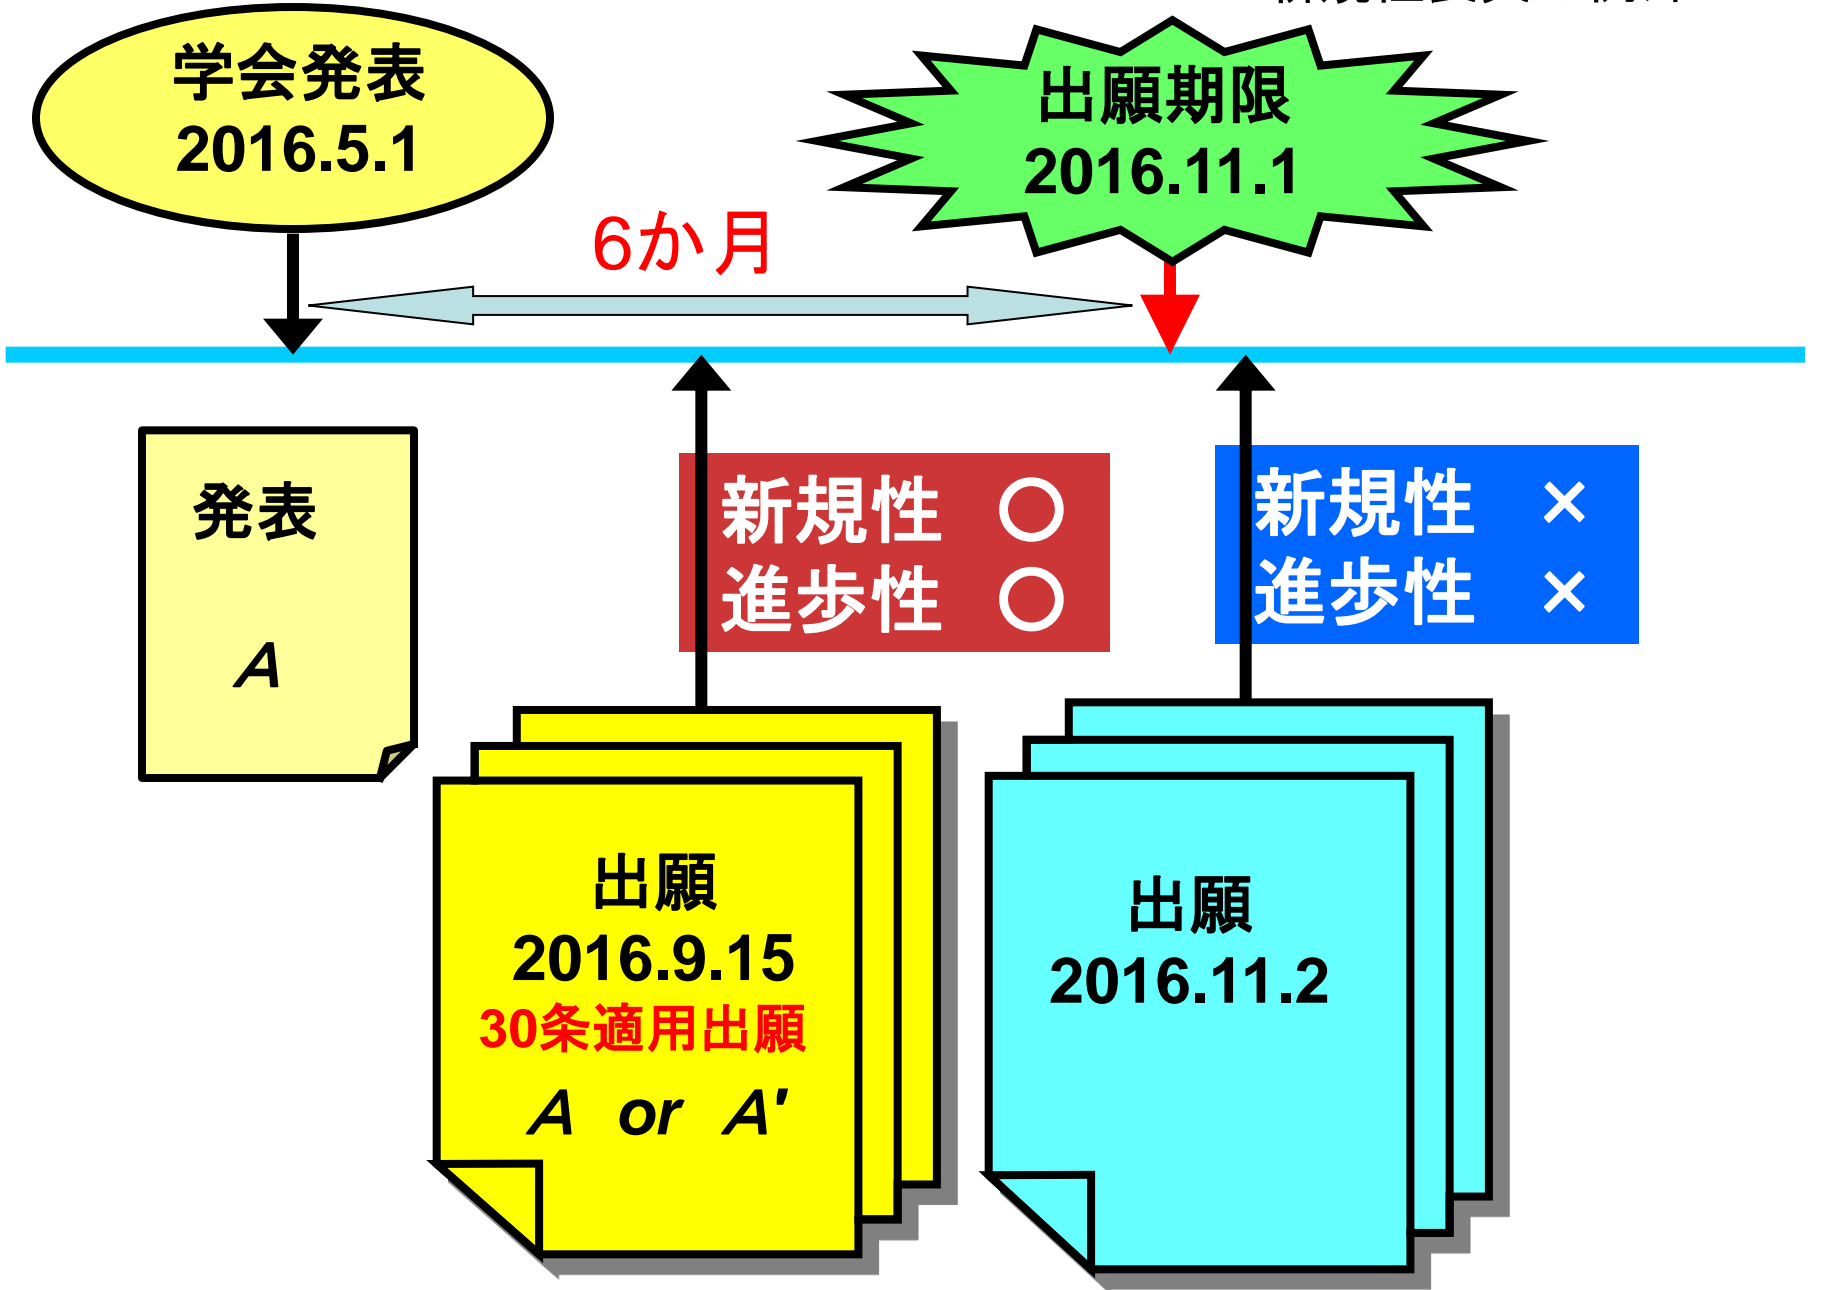 学会発表
2016.5.1
出願期限
2016.11.1
6か月
発表
A
新規性 ○
進歩性 ○
新規性 ×
進歩性 ×
出願
2016.9.15
30条適用出願
A or A'
出願
2016.11.2